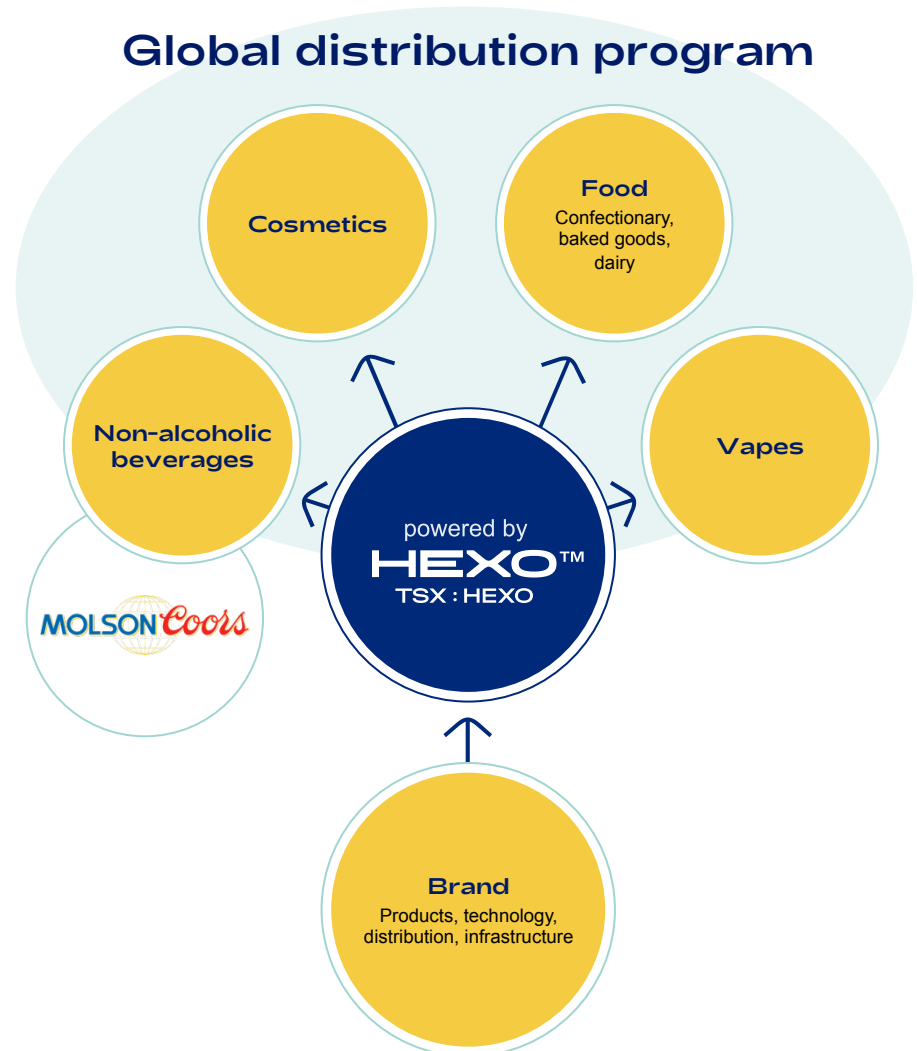 Global distribution program
Cosmetics
Food
Confectionary,
baked goods,
dairy
Non-alcoholic
beverages
Vapes
powered by
HEXO™
TSX : HEXO
MOLSON Coors
Brand
Products, technology,
distribution, infrastructure